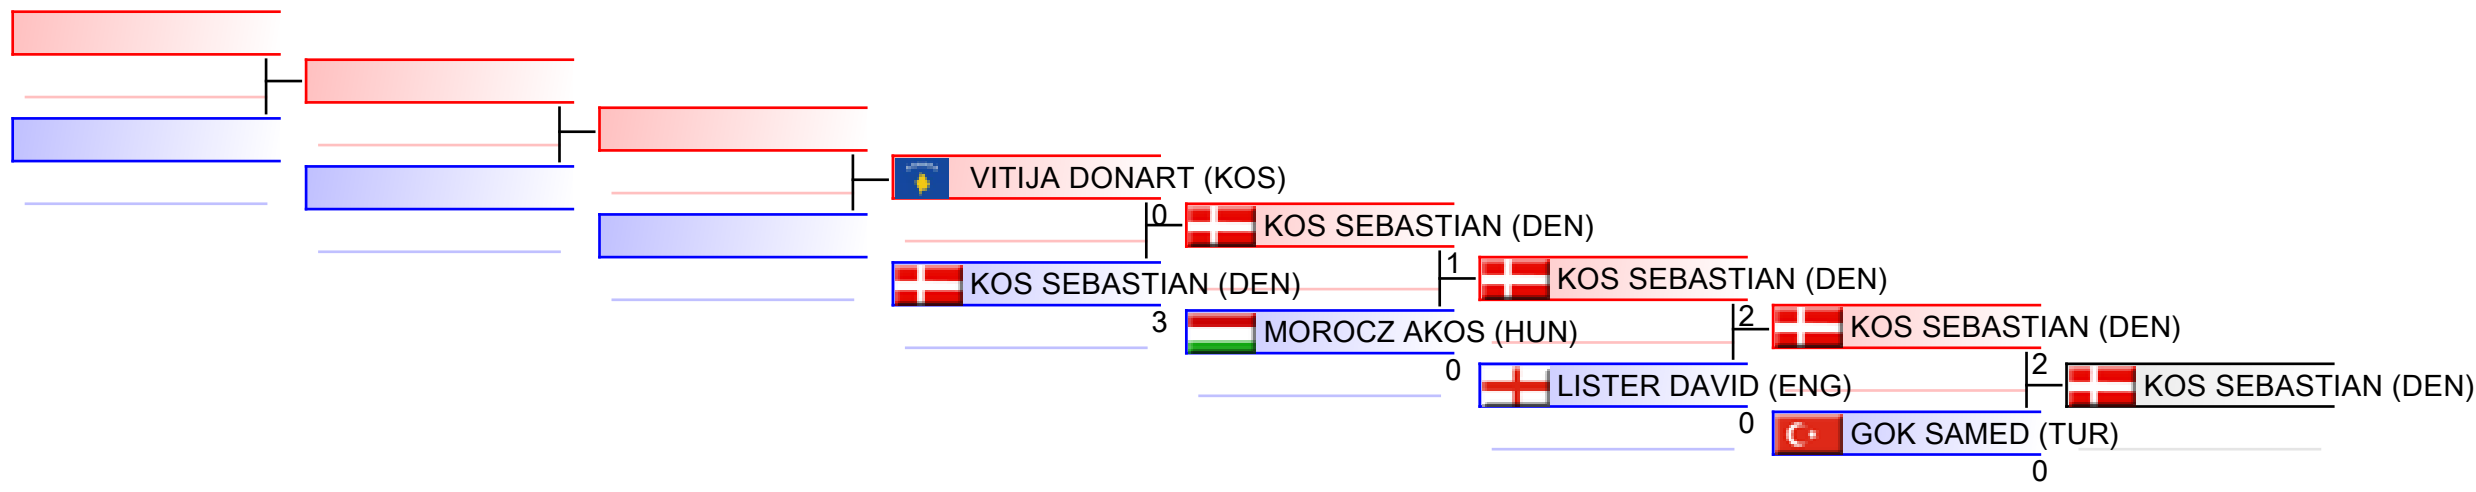 VITIJA DONART (KOS)
0
KOS SEBASTIAN (DEN)
3
KOS SEBASTIAN (DEN)
1
MOROCZ AKOS (HUN)
0
KOS SEBASTIAN (DEN)
2
LISTER DAVID (ENG)
0
KOS SEBASTIAN (DEN)
2
GOK SAMED (TUR)
0
KOS SEBASTIAN (DEN)